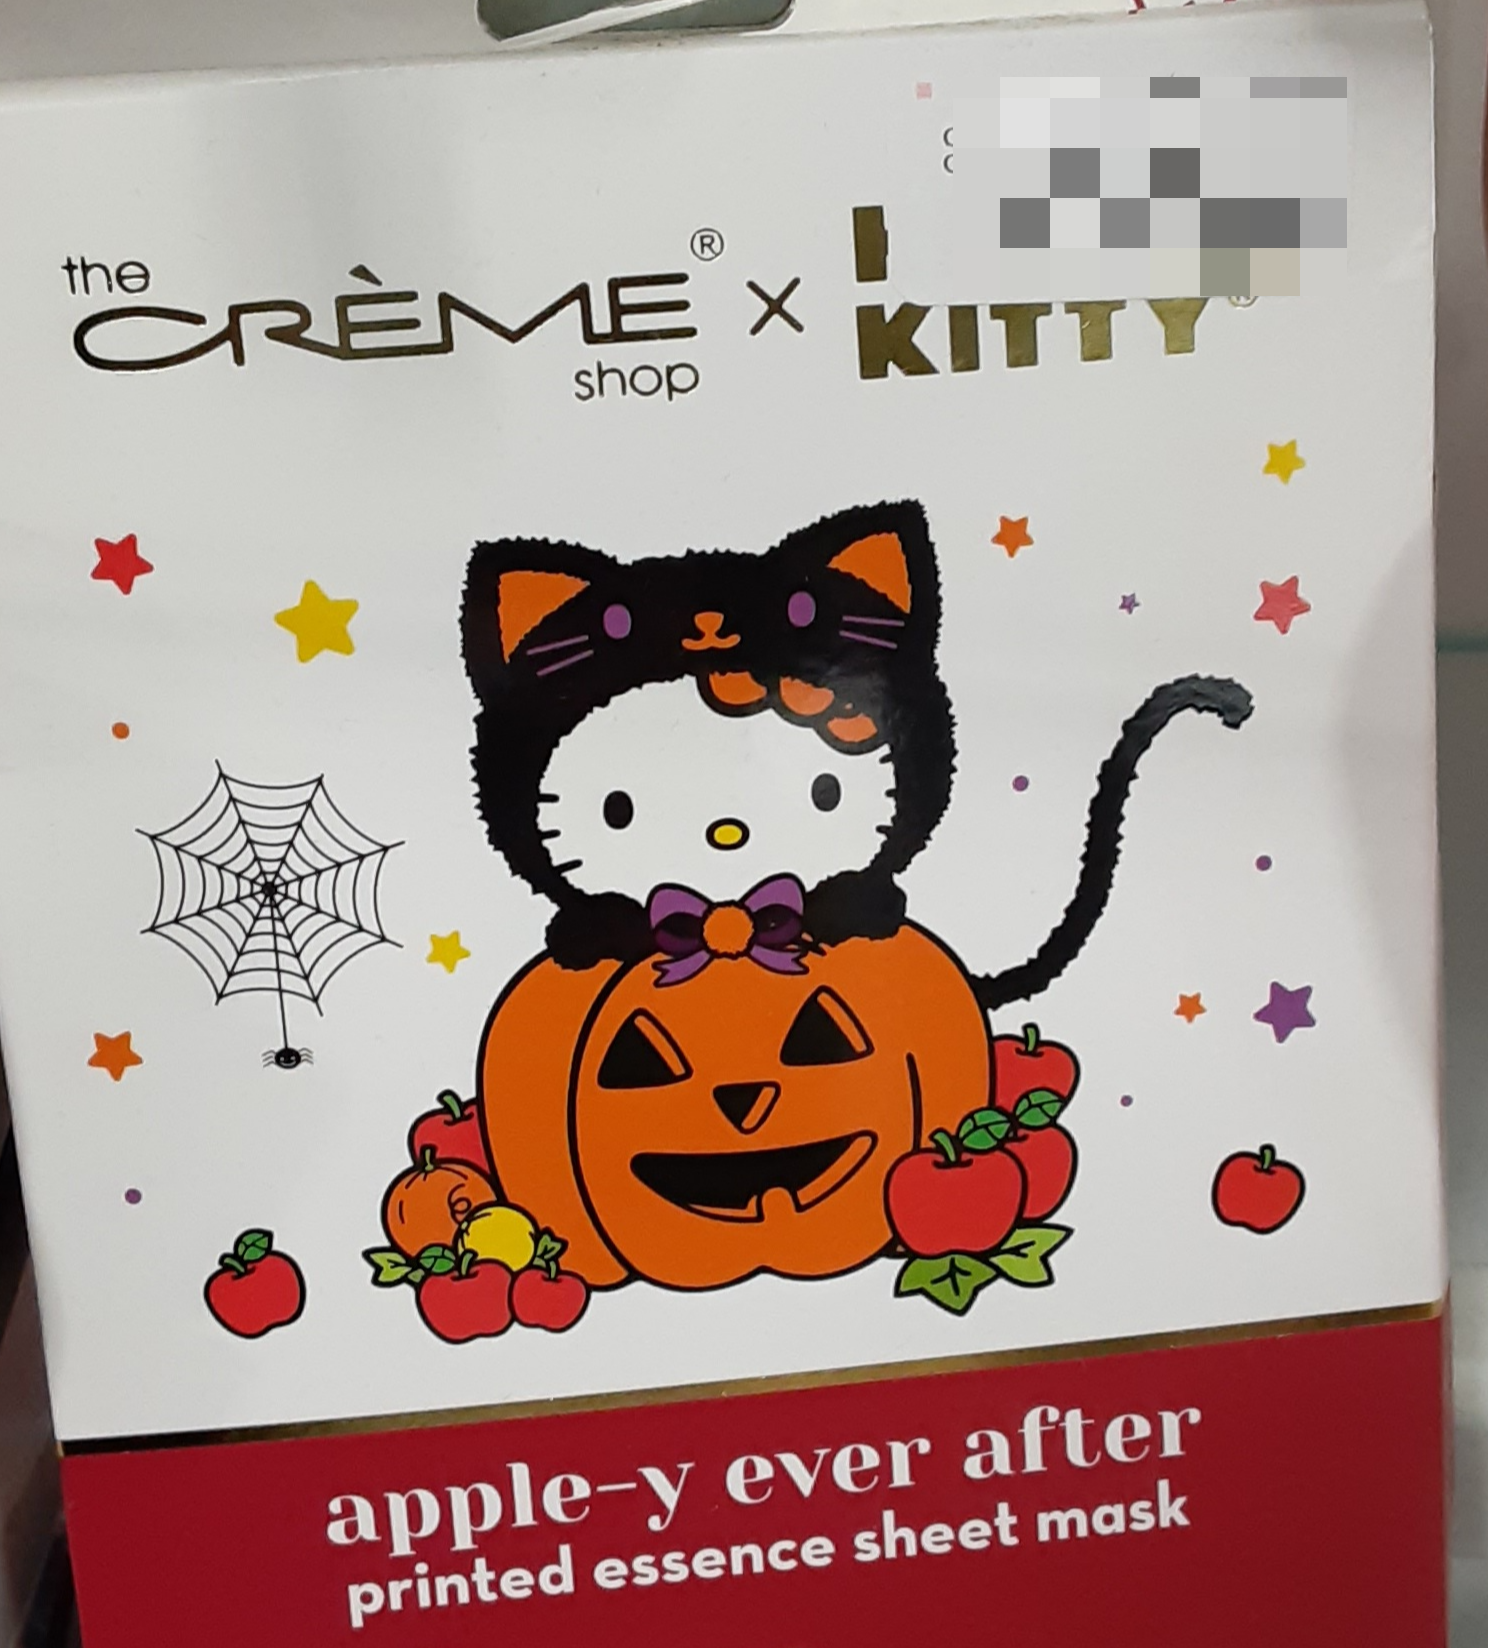 the
CRÈME®
shop
×
KITTY®
apple-y ever after
printed essence sheet mask